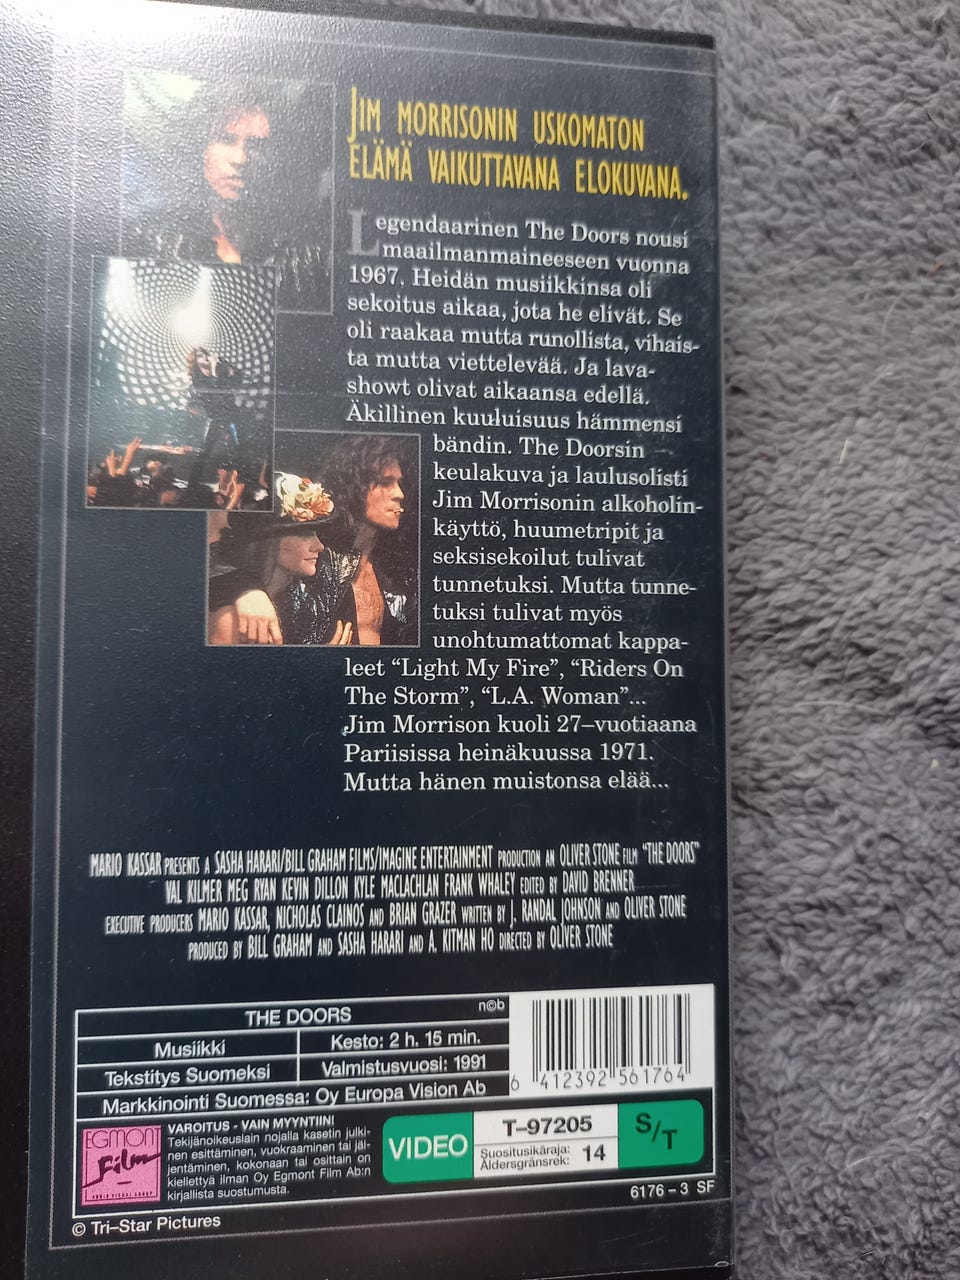 JIM MORRISONIN USKOMATON
ELÄMÄ VAIKUTTAVANA ELOKUVANA.
Legendaarinen The Doors nousi
maailmanmaineeseen vuonna
1967. Heidän musiikkinsa oli
sekoitus aikaa, jota he elivät. Se
oli raakaa mutta runollista, vihais-
ta mutta viettelevää. Ja lava-
showt olivat aikaansa edellä.
Äkillinen kuuluisuus hämmensi
bändin. The Doorsin
keulakuva ja laulusolisti
Jim Morrisonin alkoholin-
käyttö, huumetripit ja
seksisekoilut tulivat
tunnetuksi. Mutta tunne-
tuksi tulivat myös
unohtumattomat kappa-
leet “Light My Fire”, “Riders On
The Storm”, “L.A. Woman”...
Jim Morrison kuoli 27–vuotiaana
Pariisissa heinäkuussa 1971.
Mutta hänen muistonsa elää...
MARIO KASSAR PRESENTS A SASHA HARARI/BILL GRAHAM FILMS/IMAGINE ENTERTAINMENT PRODUCTION AN OLIVER STONE FILM “THE DOORS”
VAL KILMER MEG RYAN KEVIN DILLON KYLE MACLACHLAN FRANK WHALEY EDITED BY DAVID BRENNER
EXECUTIVE PRODUCERS MARIO KASSAR, NICHOLAS CLAINOS AND BRIAN GRAZER WRITTEN BY J. RANDAL JOHNSON AND OLIVER STONE
PRODUCED BY BILL GRAHAM AND SASHA HARARI AND A. KITMAN HO DIRECTED BY OLIVER STONE
THE DOORS n©b
Musiikki Kesto: 2 h. 15 min.
Tekstitys Suomeksi Valmistusvuosi: 1991
Markkinointi Suomessa: Oy Europa Vision Ab
6 412392 561764
EGMONT
Film
AUDIO VISUAL GROUP
VAROITUS - VAIN MYYNTIIN!
Tekijänoikeuslain nojalla kasetin julki-
nen esittäminen, vuokraaminen tai jäl-
jentäminen, kokonaan tai osittain on
kiellettyä ilman Oy Egmont Film Ab:n
kirjallista suostumusta.
VIDEO
T–97205
Suositusikäraja:
Åldersgränsrek: 14
S/T
6176 – 3 SF
© Tri–Star Pictures